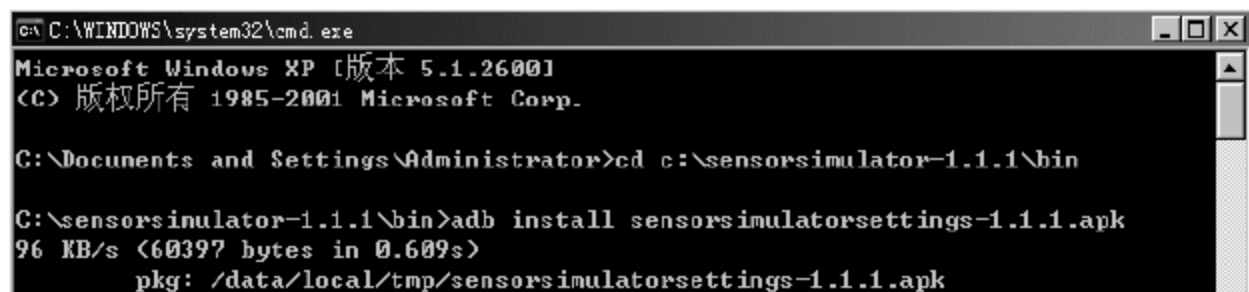 C:\WINDOWS\system32\cmd.exe
Microsoft Windows XP [版本 5.1.2600]
(C) 版权所有 1985-2001 Microsoft Corp.
C:\Documents and Settings\Administrator>cd c:\sensorsimulator-1.1.1\bin
C:\sensorsimulator-1.1.1\bin>adb install sensorsimulatorsettings-1.1.1.apk
96 KB/s (60397 bytes in 0.609s)
pkg: /data/local/tmp/sensorsimulatorsettings-1.1.1.apk